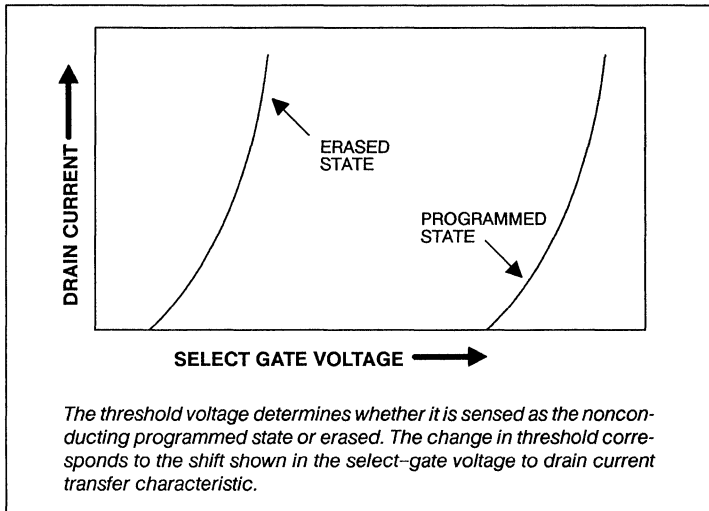 ERASED
STATE
PROGRAMMED
STATE
DRAIN CURRENT
SELECT GATE VOLTAGE
The threshold voltage determines whether it is sensed as the noncon-
ducting programmed state or erased. The change in threshold corre-
sponds to the shift shown in the select–gate voltage to drain current
transfer characteristic.